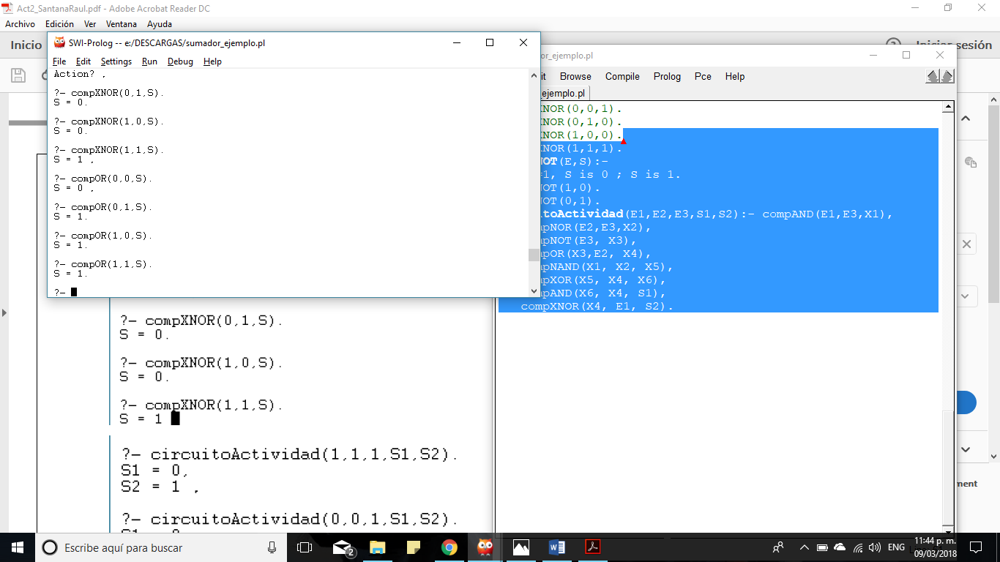 Act2_SantanaRaul.pdf - Adobe Acrobat Reader DC
Archivo Edición Ver Ventana Ayuda
Inicio
Iniciar sesión
SWI-Prolog -- e:/DESCARGAS/sumador_ejemplo.pl
File Edit Settings Run Debug Help
Action? .
?- compXNOR(0,1,S).
S = 0.
?- compXNOR(1,0,S).
S = 0.
?- compXNOR(1,1,S).
S = 1 .
?- compOR(0,0,S).
S = 0 .
?- compOR(0,1,S).
S = 1.
?- compOR(1,0,S).
S = 1.
?- compOR(1,1,S).
S = 1.
?-
or_ejemplo.pl
it Browse Compile Prolog Pce Help
_ejemplo.pl
NOR(0,0,1).
NOR(0,1,0).
NOR(1,0,0).
NOR(1,1,1).
NOT(E,S):-
=1, S is 0 ; S is 1.
NOT(1,0).
NOT(0,1).
toActividad(E1,E2,E3,S1,S2):- compAND(E1,E3,X1),
mpNOR(E2,E3,X2),
mpNOT(E3, X3),
mpOR(X3,E2, X4),
mpNAND(X1, X2, X5),
mpXOR(X5, X4, X6),
mpAND(X6, X4, S1),
compXNOR(X4, E1, S2).
?- compXNOR(0,1,S).
S = 0.
?- compXNOR(1,0,S).
S = 0.
?- compXNOR(1,1,S).
S = 1
?- circuitoActividad(1,1,1,S1,S2).
S1 = 0,
S2 = 1 .
?- circuitoActividad(0,0,1,S1,S2).
ment
Escribe aquí para buscar
2
ENG
11:44 p. m.
09/03/2018